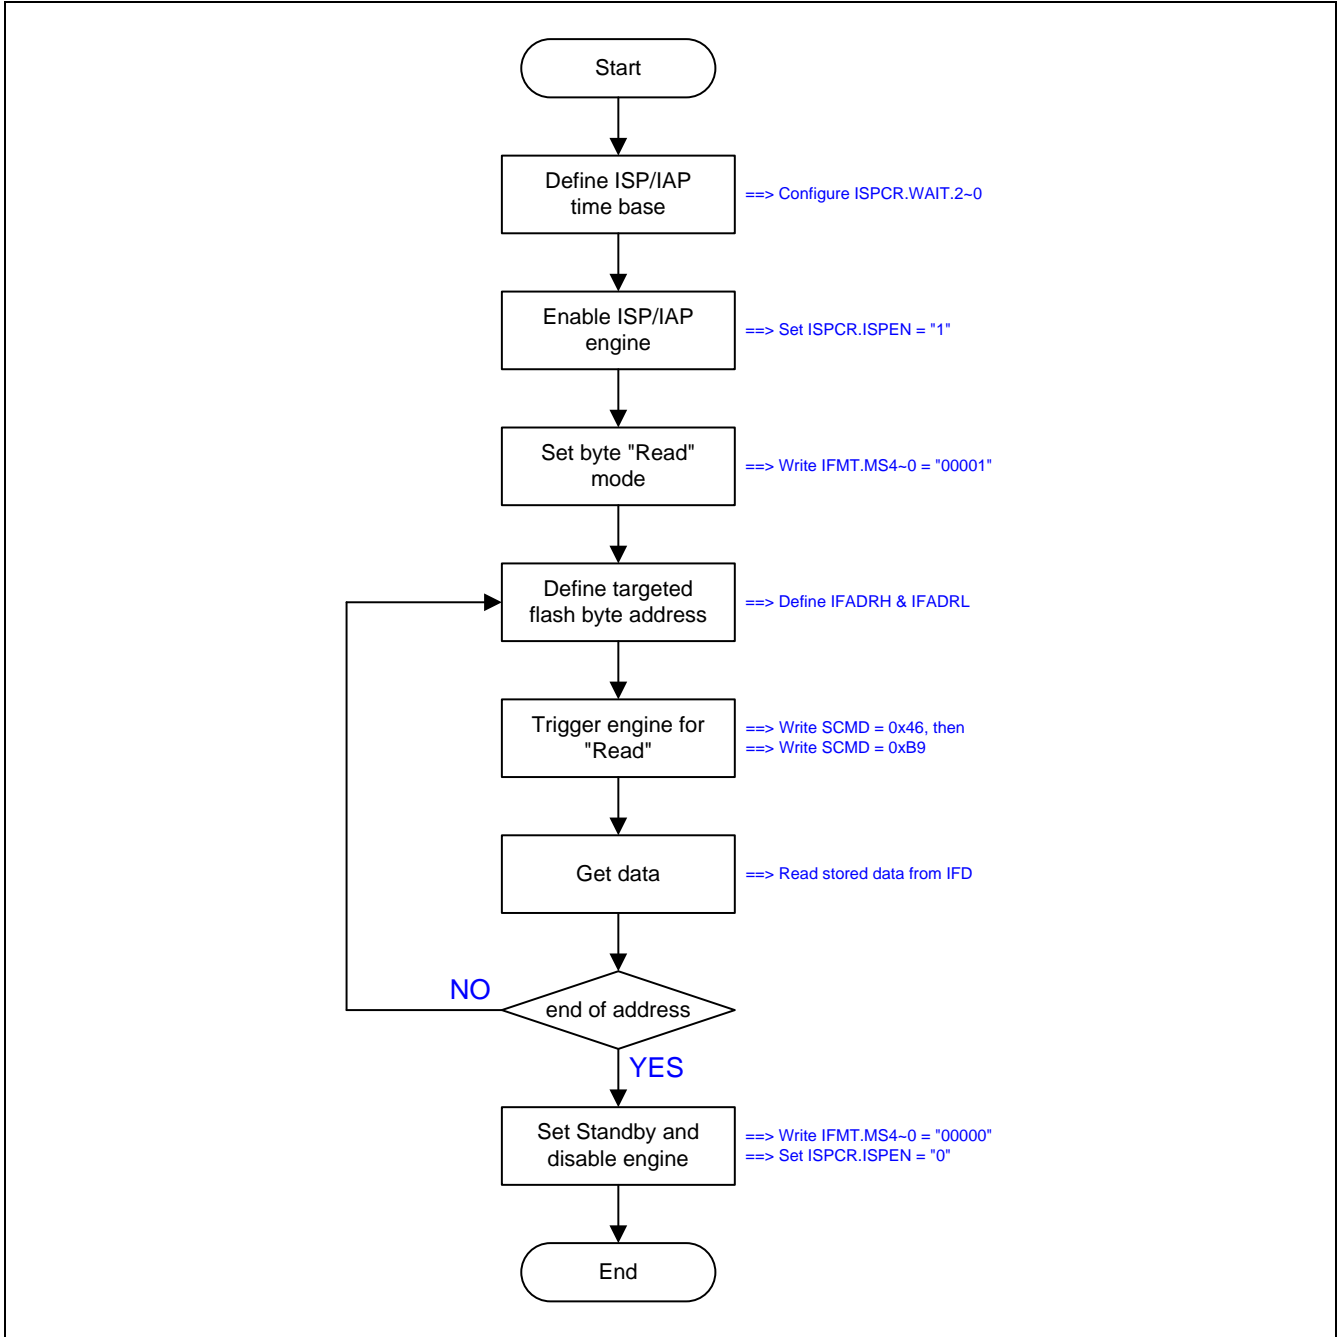 Start
Define ISP/IAP
time base
==> Configure ISPCR.WAIT.2~0
Enable ISP/IAP
engine
==> Set ISPCR.ISPEN = "1"
Set byte "Read"
mode
==> Write IFMT.MS4~0 = "00001"
Define targeted
flash byte address
==> Define IFADRH & IFADRL
Trigger engine for
"Read"
==> Write SCMD = 0x46, then
==> Write SCMD = 0xB9
Get data
==> Read stored data from IFD
NO
end of address
YES
Set Standby and
disable engine
==> Write IFMT.MS4~0 = "00000"
==> Set ISPCR.ISPEN = "0"
End